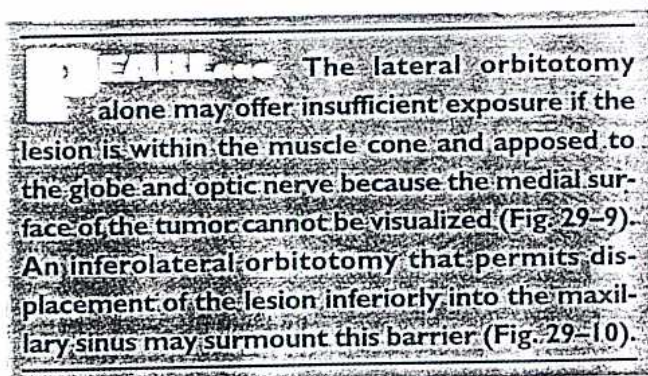 The lateral orbitotomy
alone may offer insufficient exposure if the
lesion is within the muscle cone and apposed to
the globe and optic nerve because the medial sur-
face of the tumor cannot be visualized (Fig. 29–9).
An inferolateral orbitotomy that permits dis-
placement of the lesion inferiorly into the maxil-
lary sinus may surmount this barrier (Fig. 29–10).